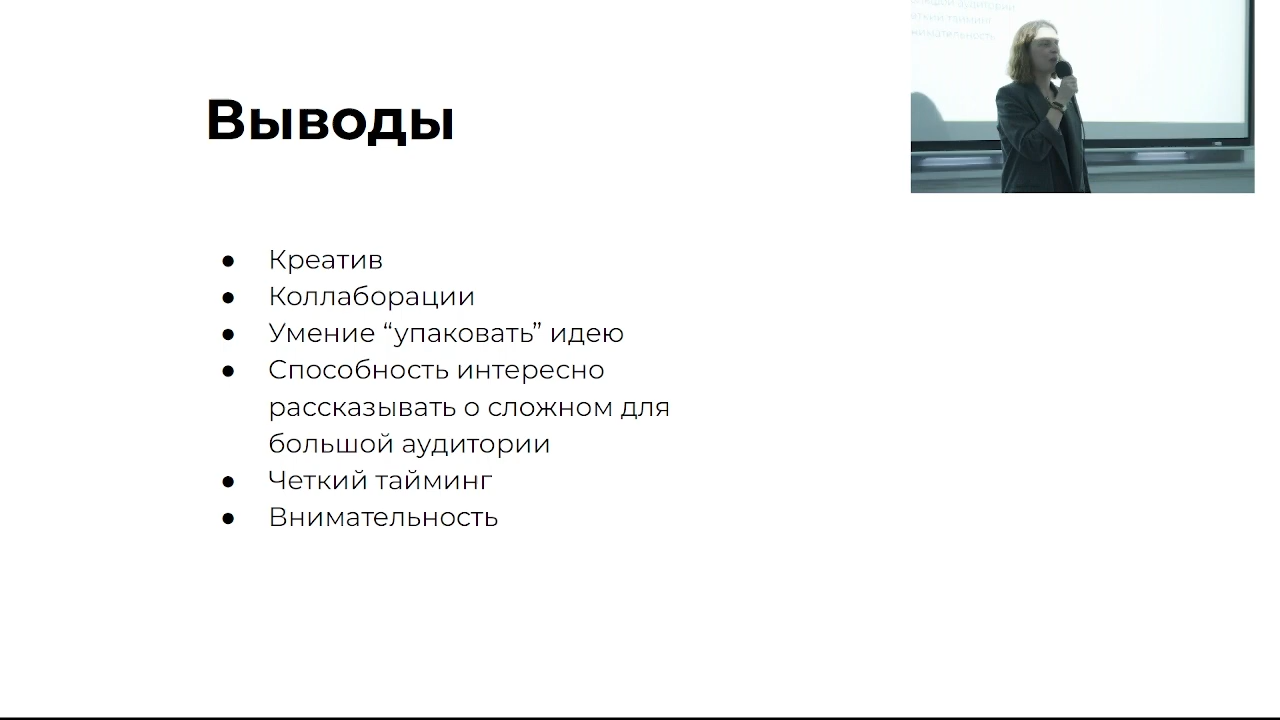 Выводы
● Креатив
● Коллаборации
● Умение “упаковать” идею
● Способность интересно
рассказывать о сложном для
большой аудитории
● Четкий тайминг
● Внимательность